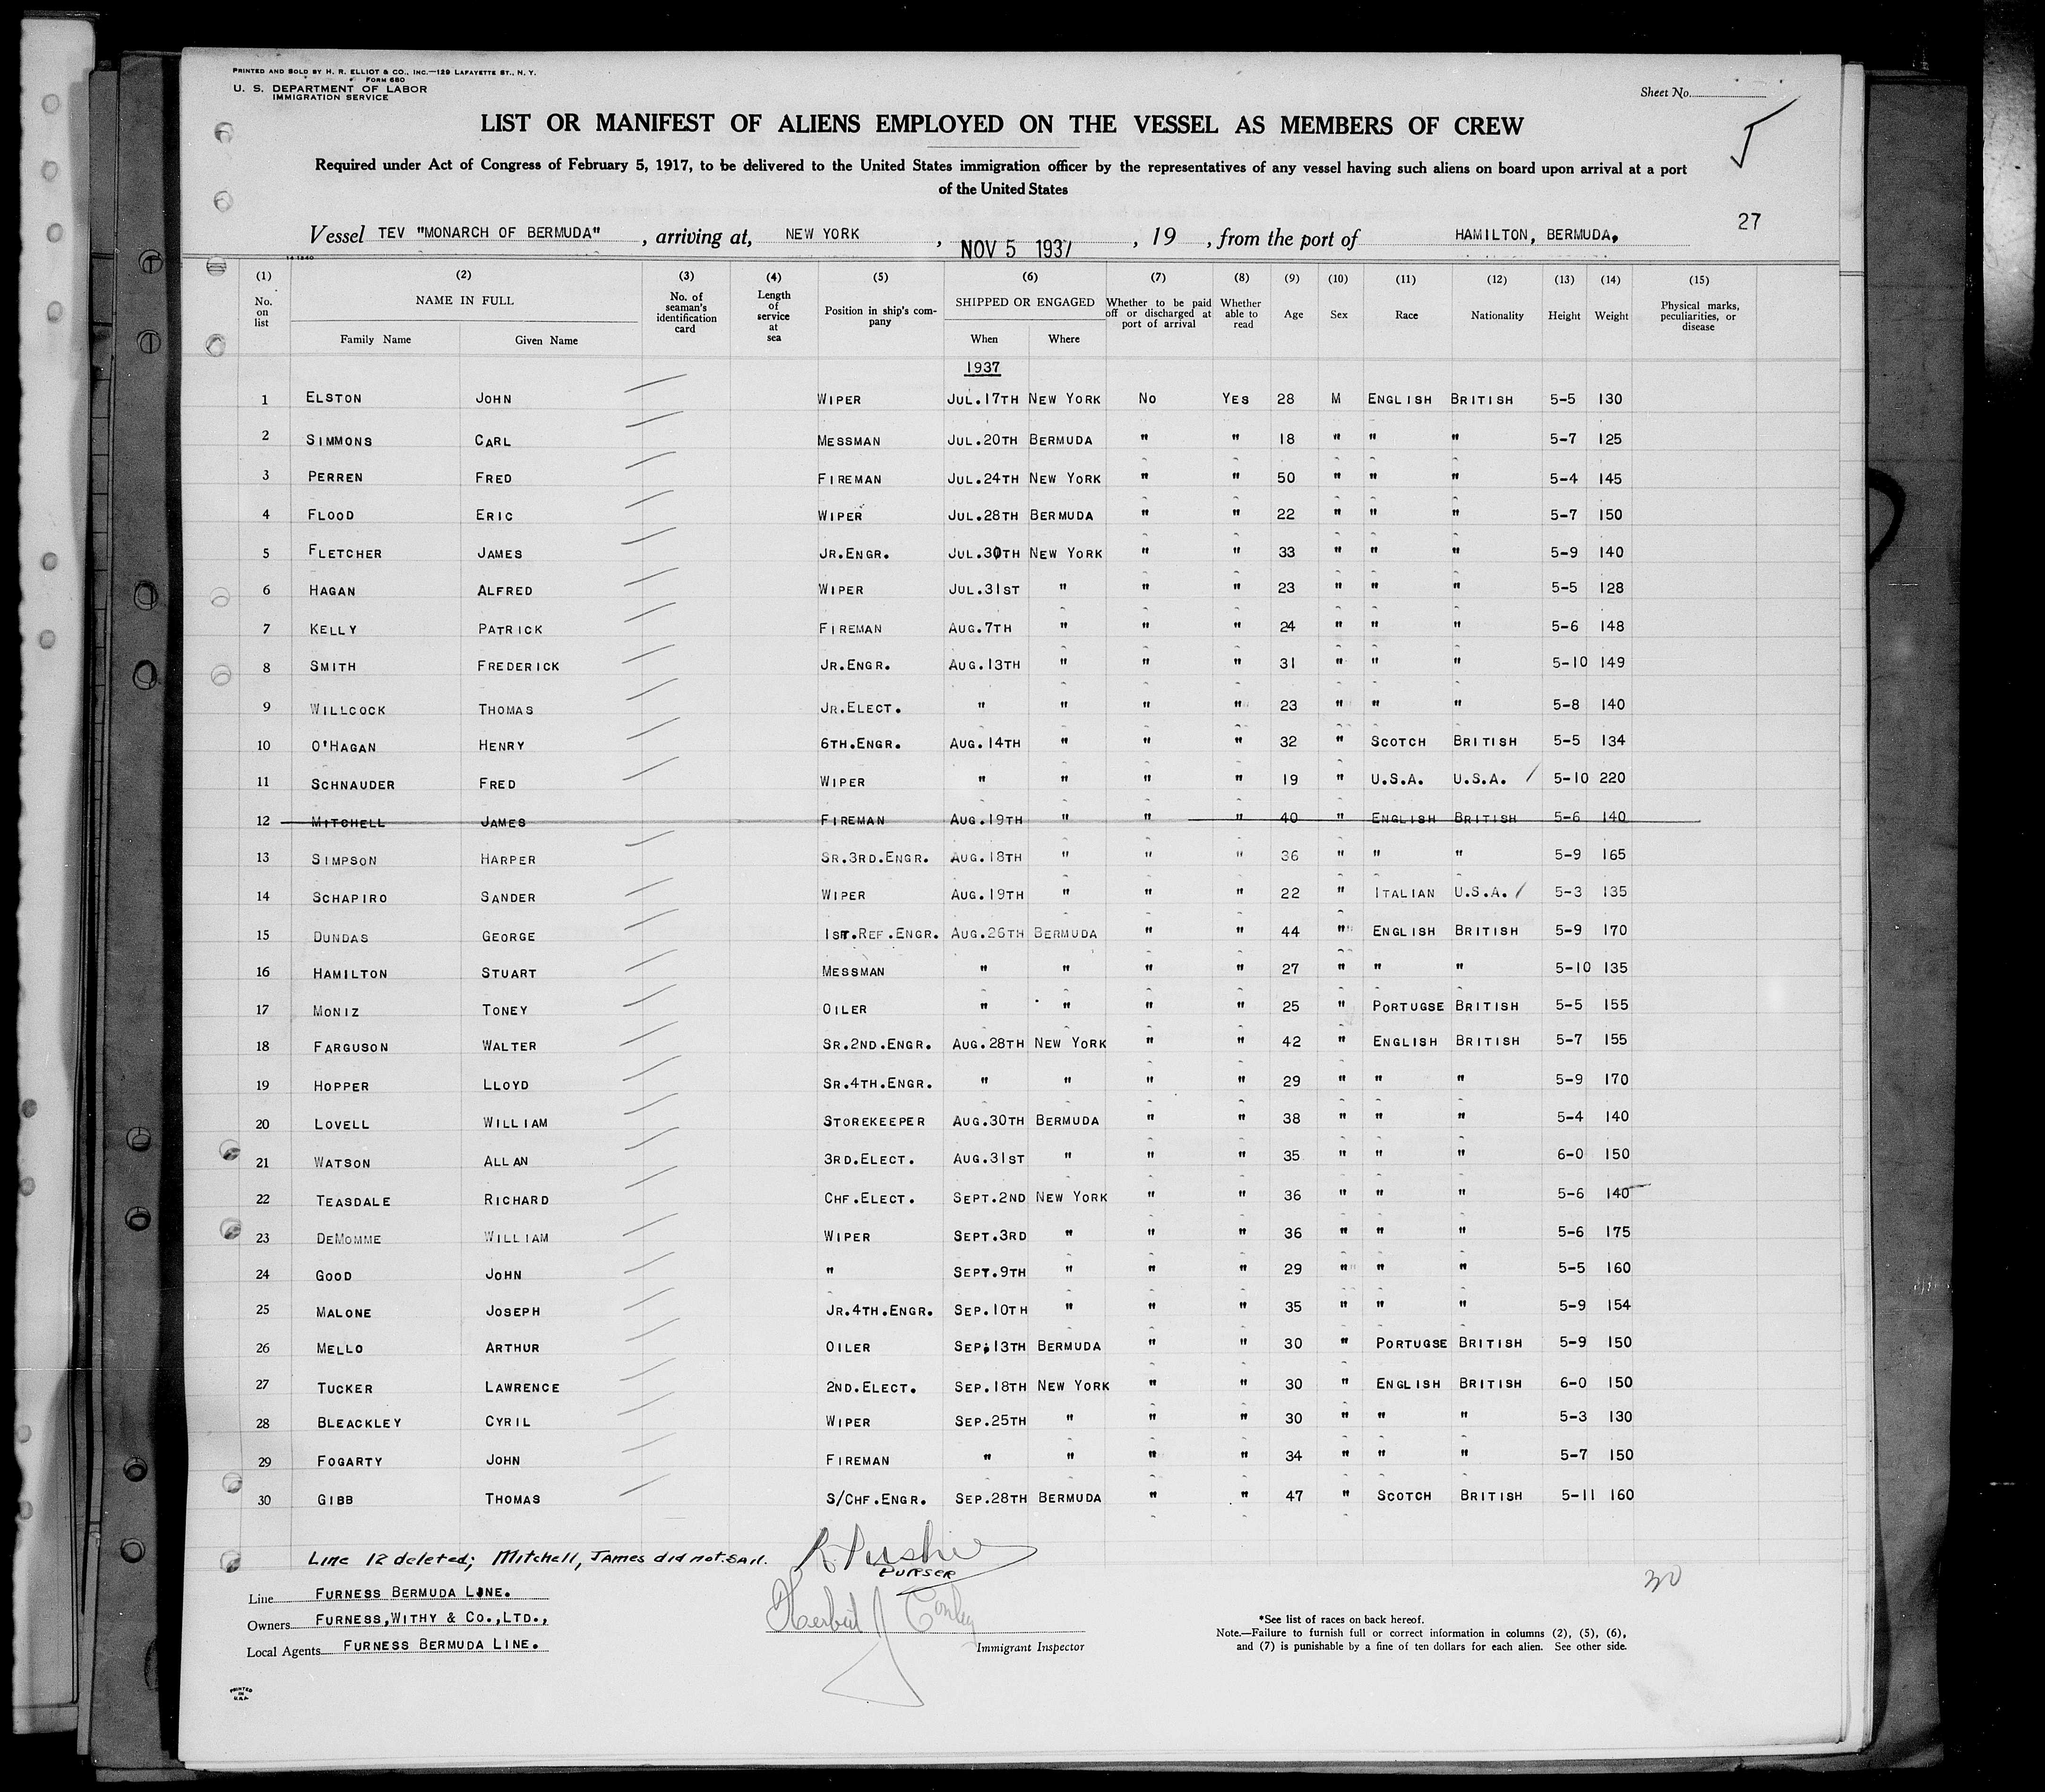 PRINTED AND SOLD BY H. R. ELLIOT & CO., INC.—129 LAFAYETTE ST., N. Y.
FORM 680
U. S. DEPARTMENT OF LABOR
IMMIGRATION SERVICE
Sheet No.
LIST OR MANIFEST OF ALIENS EMPLOYED ON THE VESSEL AS MEMBERS OF CREW
Required under Act of Congress of February 5, 1917, to be delivered to the United States immigration officer by the representatives of any vessel having such aliens on board upon arrival at a port
of the United States
27
Vessel TEV "MONARCH OF BERMUDA", arriving at, NEW YORK, NOV 5 1937, 19, from the port of HAMILTON, BERMUDA,
14 1240
(1) (2) (3) (4) (5) (6) (7) (8) (9) (10) (11) (12) (13) (14) (15)
No. on list NAME IN FULL Family Name Given Name No. of seaman's identification card Length of service at sea Position in ship's company SHIPPED OR ENGAGED When Where Whether to be paid off or discharged at port of arrival Whether able to read Age Sex Race Nationality Height Weight Physical marks, peculiarities, or disease
1937
1 ELSTON JOHN WIPER JUL.17TH NEW YORK NO YES 28 M ENGLISH BRITISH 5-5 130
2 SIMMONS CARL MESSMAN JUL.20TH BERMUDA " " 18 " " " 5-7 125
3 PERREN FRED FIREMAN JUL.24TH NEW YORK " " 50 " " " 5-4 145
4 FLOOD ERIC WIPER JUL.28TH BERMUDA " " 22 " " " 5-7 150
5 FLETCHER JAMES JR.ENGR. JUL.30TH NEW YORK " " 33 " " " 5-9 140
6 HAGAN ALFRED WIPER JUL.31ST " " " 23 " " " 5-5 128
7 KELLY PATRICK FIREMAN AUG.7TH " " " 24 " " " 5-6 148
8 SMITH FREDERICK JR.ENGR. AUG.13TH " " " 31 " " " 5-10 149
9 WILLCOCK THOMAS JR.ELECT. " " " " 23 " " " 5-8 140
10 O'HAGAN HENRY 6TH.ENGR. AUG.14TH " " " 32 " SCOTCH BRITISH 5-5 134
11 SCHNAUDER FRED WIPER " " " " 19 " U.S.A. U.S.A. 5-10 220
12 MITCHELL JAMES FIREMAN AUG.19TH " " " 40 " ENGLISH BRITISH 5-6 140
13 SIMPSON HARPER SR.3RD.ENGR. AUG.18TH " " " 36 " " " 5-9 165
14 SCHAPIRO SANDER WIPER AUG.19TH " " " 22 " ITALIAN U.S.A. 5-3 135
15 DUNDAS GEORGE 1ST.REF.ENGR. AUG.26TH BERMUDA " " 44 " ENGLISH BRITISH 5-9 170
16 HAMILTON STUART MESSMAN " " " " 27 " " " 5-10 135
17 MONIZ TONEY OILER " " " " 25 " PORTUGSE BRITISH 5-5 155
18 FARGUSON WALTER SR.2ND.ENGR. AUG.28TH NEW YORK " " 42 " ENGLISH BRITISH 5-7 155
19 HOPPER LLOYD SR.4TH.ENGR. " " " " 29 " " " 5-9 170
20 LOVELL WILLIAM STOREKEEPER AUG.30TH BERMUDA " " 38 " " " 5-4 140
21 WATSON ALLAN 3RD.ELECT. AUG.31ST " " " 35 " " " 6-0 150
22 TEASDALE RICHARD CHF.ELECT. SEPT.2ND NEW YORK " " 36 " " " 5-6 140
23 DEMOMME WILLIAM WIPER SEPT.3RD " " " 36 " " " 5-6 175
24 GOOD JOHN " SEPT.9TH " " " 29 " " " 5-5 160
25 MALONE JOSEPH JR.4TH.ENGR. SEP.10TH " " " 35 " " " 5-9 154
26 MELLO ARTHUR OILER SEP.13TH BERMUDA " " 30 " PORTUGSE BRITISH 5-9 150
27 TUCKER LAWRENCE 2ND.ELECT. SEP.18TH NEW YORK " " 30 " ENGLISH BRITISH 6-0 150
28 BLEACKLEY CYRIL WIPER SEP.25TH " " " 30 " " " 5-3 130
29 FOGARTY JOHN FIREMAN " " " " 34 " " " 5-7 150
30 GIBB THOMAS S/CHF.ENGR. SEP.28TH BERMUDA " " 47 " SCOTCH BRITISH 5-11 160
Line 12 deleted; Mitchell, James did not sail.
PURSER
30
Line FURNESS BERMUDA LINE.
Owners FURNESS, WITHY & CO., LTD.,
Local Agents FURNESS BERMUDA LINE.
Immigrant Inspector
*See list of races on back hereof.
Note.—Failure to furnish full or correct information in columns (2), (5), (6),
and (7) is punishable by a fine of ten dollars for each alien. See other side.
PRINTED
IN
U.S.A.